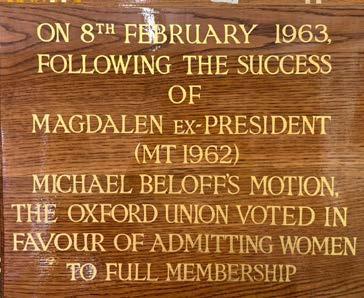 ON 8TH FEBRUARY 1963,
FOLLOWING THE SUCCESS
OF
MAGDALEN EX-PRESIDENT
(MT 1962)
MICHAEL BELOFF'S MOTION,
THE OXFORD UNION VOTED IN
FAVOUR OF ADMITTING WOMEN
TO FULL MEMBERSHIP